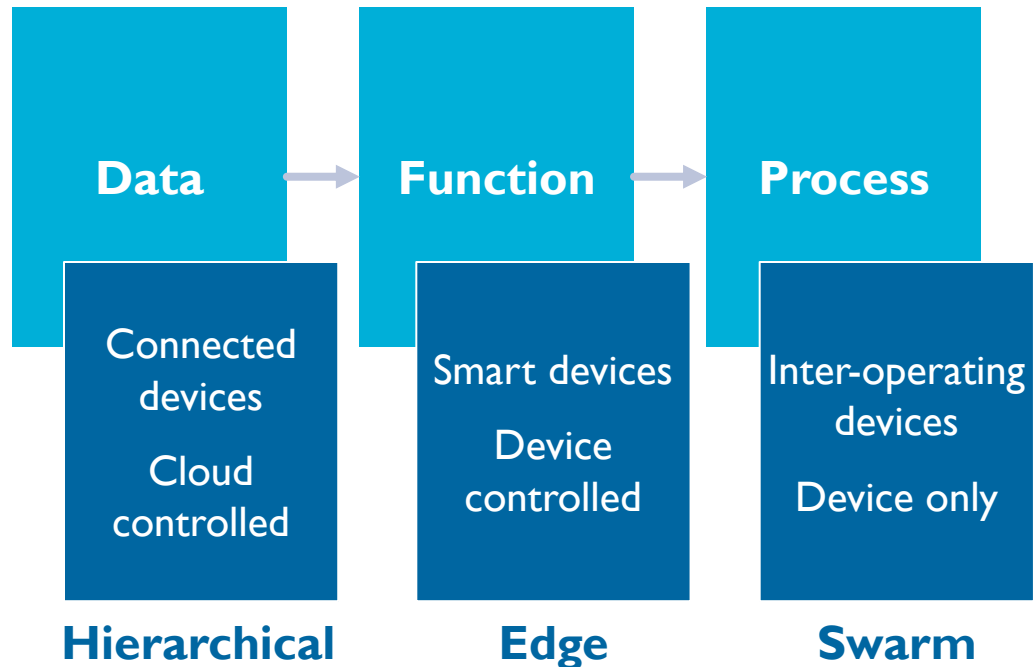 Data
Function
Process
Connected
devices
Cloud
controlled
Smart devices
Device
controlled
Inter-operating
devices
Device only
Hierarchical
Edge
Swarm